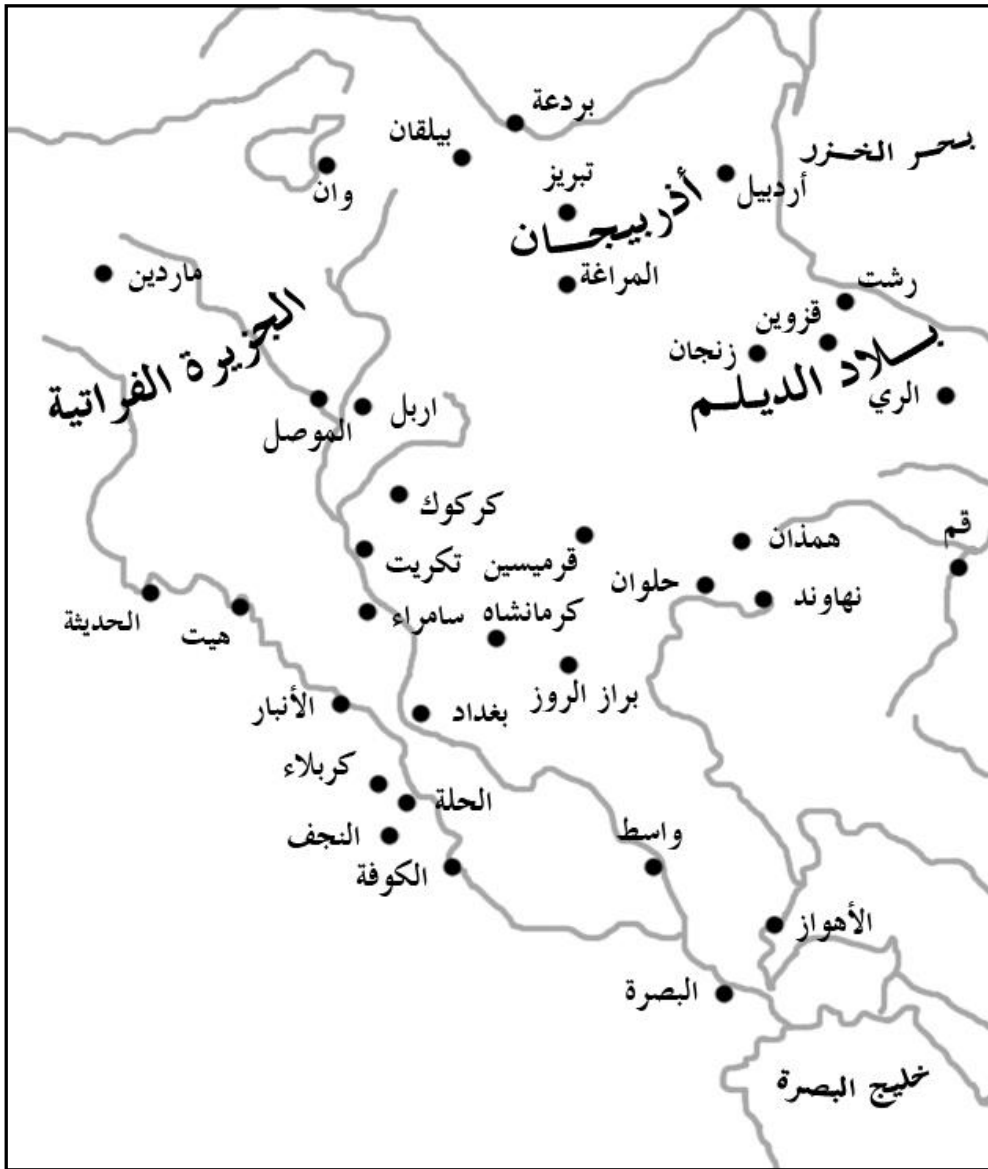 بردعة
بيلقان
بحر الخزر
وان
تبريز
أردبيل
أذربيجان
ماردين
المراغة
رشت
قزوين
زنجان
بلاد الديلم
الجزيرة الفراتية
الري
اربل
الموصل
كركوك
قم
همذان
قرميسين
تكريت
حلوان
نهاوند
كرمانشاه
سامراء
الحديثة
هيت
براز الروز
بغداد
الأنبار
كربلاء
الحلة
النجف
واسط
الكوفة
الأهواز
البصرة
خليج البصرة